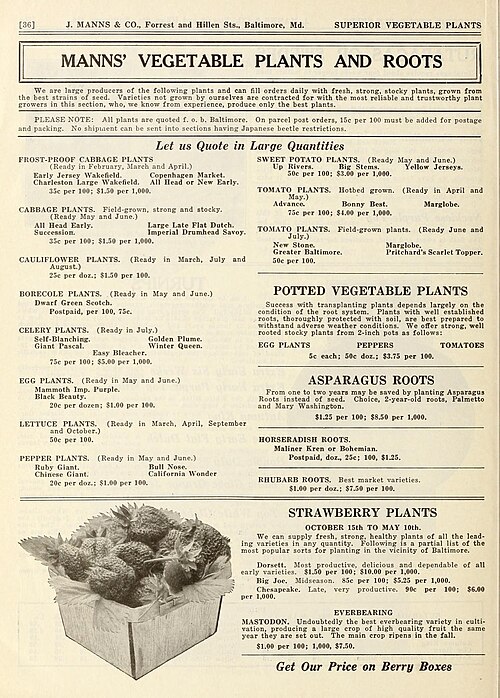 [36] J. MANNS & CO., Forrest and Hillen Sts., Baltimore, Md. SUPERIOR VEGETABLE PLANTS
MANNS' VEGETABLE PLANTS AND ROOTS
We are large producers of the following plants and can fill orders daily with fresh, strong, stocky plants, grown from
the best strains of seed. Varieties not grown by ourselves are contracted for with the most reliable and trustworthy plant
growers in this section, who, we know from experience, produce only the best plants.
PLEASE NOTE: All plants are quoted f. o. b. Baltimore. On parcel post orders, 15c per 100 must be added for postage
and packing. No shipment can be sent into sections having Japanese beetle restrictions.
Let us Quote in Large Quantities
FROST-PROOF CABBAGE PLANTS
(Ready in February, March and April.)
Early Jersey Wakefield. Copenhagen Market.
Charleston Large Wakefield. All Head or New Early.
35c per 100; $1.50 per 1,000.
CABBAGE PLANTS. Field-grown, strong and stocky.
(Ready May and June.)
All Head Early. Large Late Flat Dutch.
Succession. Imperial Drumhead Savoy.
35c per 100; $1.50 per 1,000.
CAULIFLOWER PLANTS. (Ready in March, July and
August.)
25c per doz.; $1.50 per 100.
BORECOLE PLANTS. (Ready in May and June.)
Dwarf Green Scotch.
Postpaid, per 100, 75c.
CELERY PLANTS. (Ready in July.)
Self-Blanching. Golden Plume.
Giant Pascal. Winter Queen.
Easy Bleacher.
75c per 100; $5.00 per 1,000.
EGG PLANTS. (Ready in May and June.)
Mammoth Imp. Purple.
Black Beauty.
20c per dozen; $1.00 per 100.
LETTUCE PLANTS. (Ready in March, April, September
and October.)
50c per 100.
PEPPER PLANTS. (Ready in May and June.)
Ruby Giant. Bull Nose.
Chinese Giant. California Wonder
20c per doz.; $1.00 per 100.
SWEET POTATO PLANTS. (Ready May and June.)
Up Rivers. Big Stems. Yellow Jerseys.
50c per 100; $3.00 per 1,000.
TOMATO PLANTS. Hotbed grown. (Ready in April and
May.)
Advance. Bonny Best. Marglobe.
75c per 100; $4.00 per 1,000.
TOMATO PLANTS. Field-grown plants. (Ready June and
July.)
New Stone. Marglobe.
Greater Baltimore. Pritchard's Scarlet Topper.
50c per 100.
POTTED VEGETABLE PLANTS
Success with transplanting plants depends largely on the
condition of the root system. Plants with well established
roots, thoroughly protected with soil, are best prepared to
withstand adverse weather conditions. We offer strong, well
rooted stocky plants from 2-inch pots as follows:
EGG PLANTS PEPPERS TOMATOES
5c each; 50c doz.; $3.75 per 100.
ASPARAGUS ROOTS
From one to two years may be saved by planting Asparagus
Roots instead of seed. Choice, 2-year-old roots, Palmetto
and Mary Washington.
$1.25 per 100; $8.50 per 1,000.
HORSERADISH ROOTS.
Maliner Kren or Bohemian.
Postpaid, doz., 25c; 100, $1.25.
RHUBARB ROOTS. Best market varieties.
$1.00 per doz.; $7.50 per 100.
STRAWBERRY PLANTS
OCTOBER 15th TO MAY 10th.
We can supply fresh, strong, healthy plants of all the lead-
ing varieties in any quantity. Following is a partial list of the
most popular sorts for planting in the vicinity of Baltimore.
Dorsett. Most productive, delicious and dependable of all
early varieties. $1.50 per 100; $10.00 per 1,000.
Big Joe. Midseason. 85c per 100; $5.25 per 1,000.
Chesapeake. Late, very productive. 90c per 100; $6.00
per 1,000.
EVERBEARING
MASTODON. Undoubtedly the best everbearing variety in culti-
vation, producing a large crop of high quality fruit the same
year they are set out. The main crop ripens in the fall.
$1.00 per 100; 1,000, $7.50.
Get Our Price on Berry Boxes